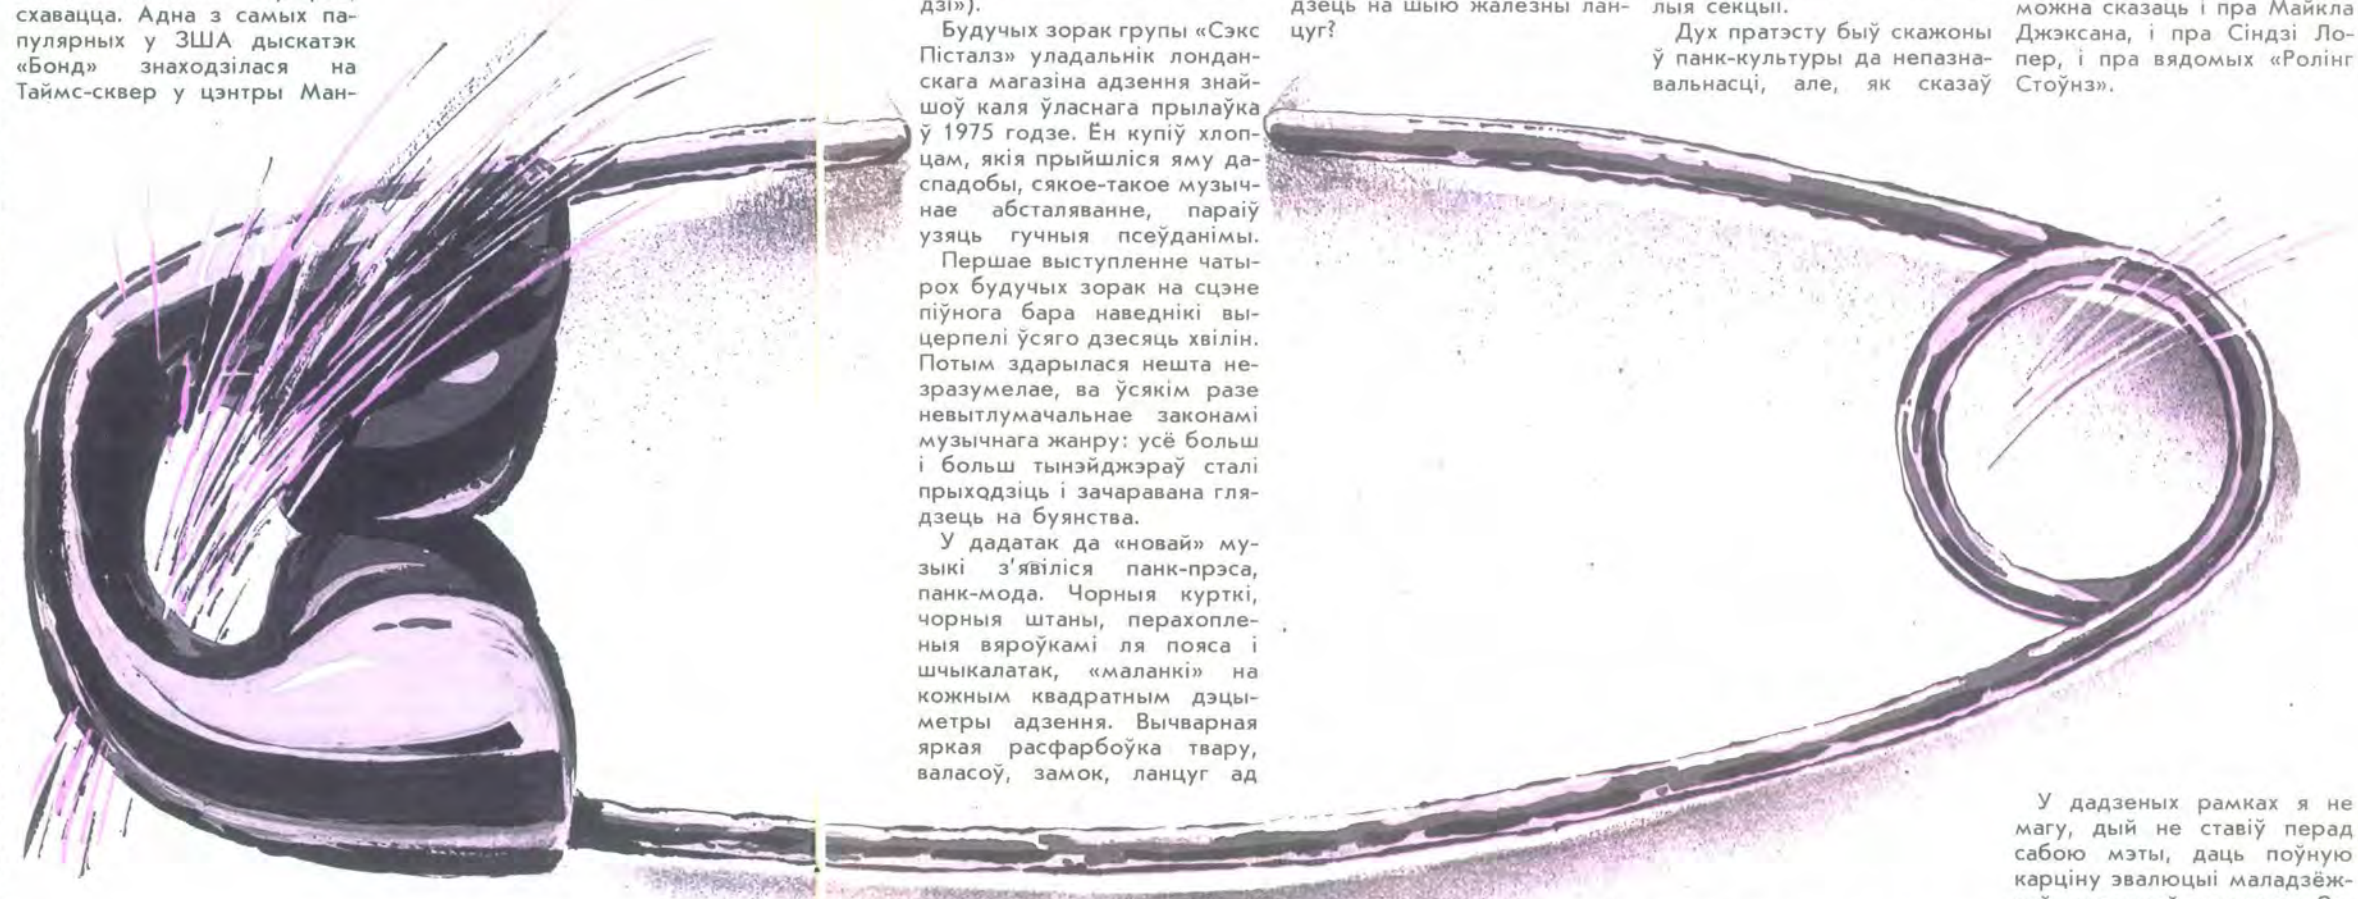 схавацца. Адна з самых па-
пулярных у ЗША дыскатэк
«Бонд» знаходзілася на
Таймс-сквер у цэнтры Ман-
дзі»).
Будучых зорак групы «Сэкс
Пісталз» уладальнік лондан-
скага магазіна адзення знай-
шоў каля ўласнага прылаўка
ў 1975 годзе. Ён купіў хлоп-
цам, якія прыйшліся яму да-
спадобы, сякое-такое музыч-
нае абсталяванне, параіў
узяць гучныя псеўданімы.
Першае выступленне чаты-
рох будучых зорак на сцэне
піўнога бара наведнікі вы-
церпелі ўсяго дзесяць хвілін.
Потым здарылася нешта не-
зразумелае, ва ўсякім разе
невытлумачальнае законамі
музычнага жанру: усё больш
і больш тынэйджэраў сталі
прыходзіць і зачаравана гля-
дзець на буянства.
У дадатак да «новай» му-
зыкі з'явіліся панк-прэса,
панк-мода. Чорныя курткі,
чорныя штаны, перахопле-
ныя вяроўкамі ля пояса і
шчыкалатак, «маланкі» на
кожным квадратным дэцы-
метры адзення. Вычварная
яркая расфарбоўка твару,
валасоў, замок, ланцуг ад
дзець на шыю жалезны лан-
цуг?
лыя секцыі.
Дух пратэсту быў скажоны
ў панк-культуры да непазна-
вальнасці, але, як сказаў
можна сказаць і пра Майкла
Джэксана, і пра Сіндзі Ло-
пер, і пра вядомых «Ролінг
Стоўнз».
У дадзеных рамках я не
магу, дый не ставіў перад
сабою мэты, даць поўную
карціну эвалюцыі маладзёж-